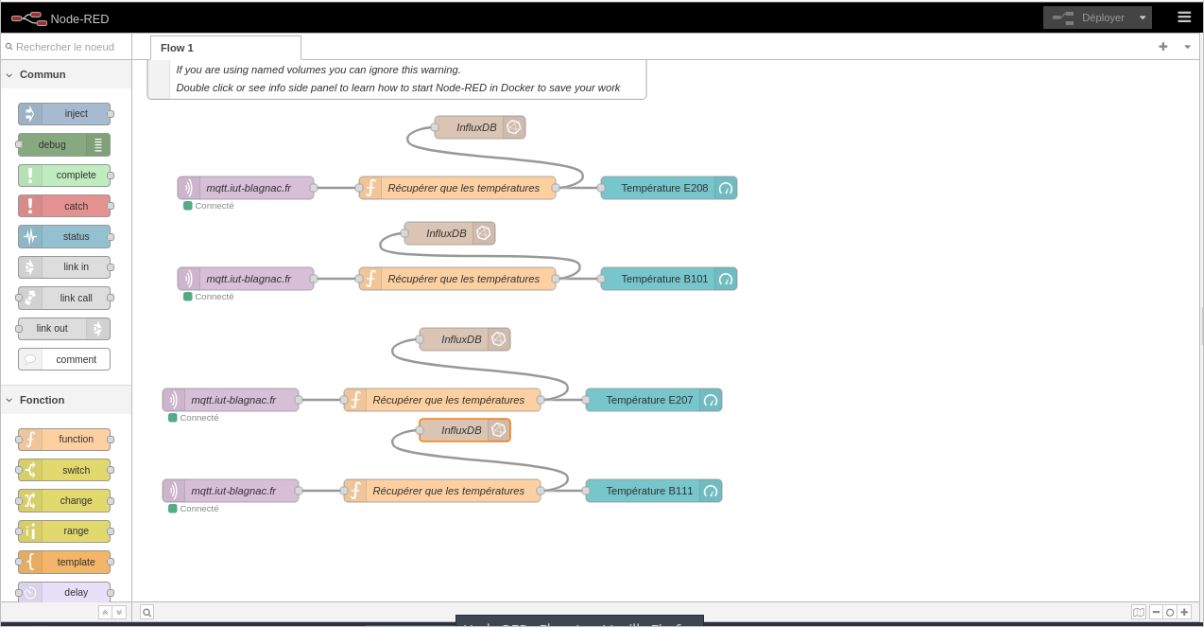 Node-RED
Déployer
Rechercher le noeud
Flow 1
Commun
inject
debug
complete
catch
status
link in
link call
link out
comment
Fonction
function
switch
change
range
template
delay
If you are using named volumes you can ignore this warning.
Double click or see info side panel to learn how to start Node-RED in Docker to save your work
InfluxDB
mqtt.iut-blagnac.fr
Récupérer que les températures
Température E208
Connecté
InfluxDB
mqtt.iut-blagnac.fr
Récupérer que les températures
Température B101
Connecté
InfluxDB
mqtt.iut-blagnac.fr
Récupérer que les températures
Température E207
Connecté
InfluxDB
mqtt.iut-blagnac.fr
Récupérer que les températures
Température B111
Connecté